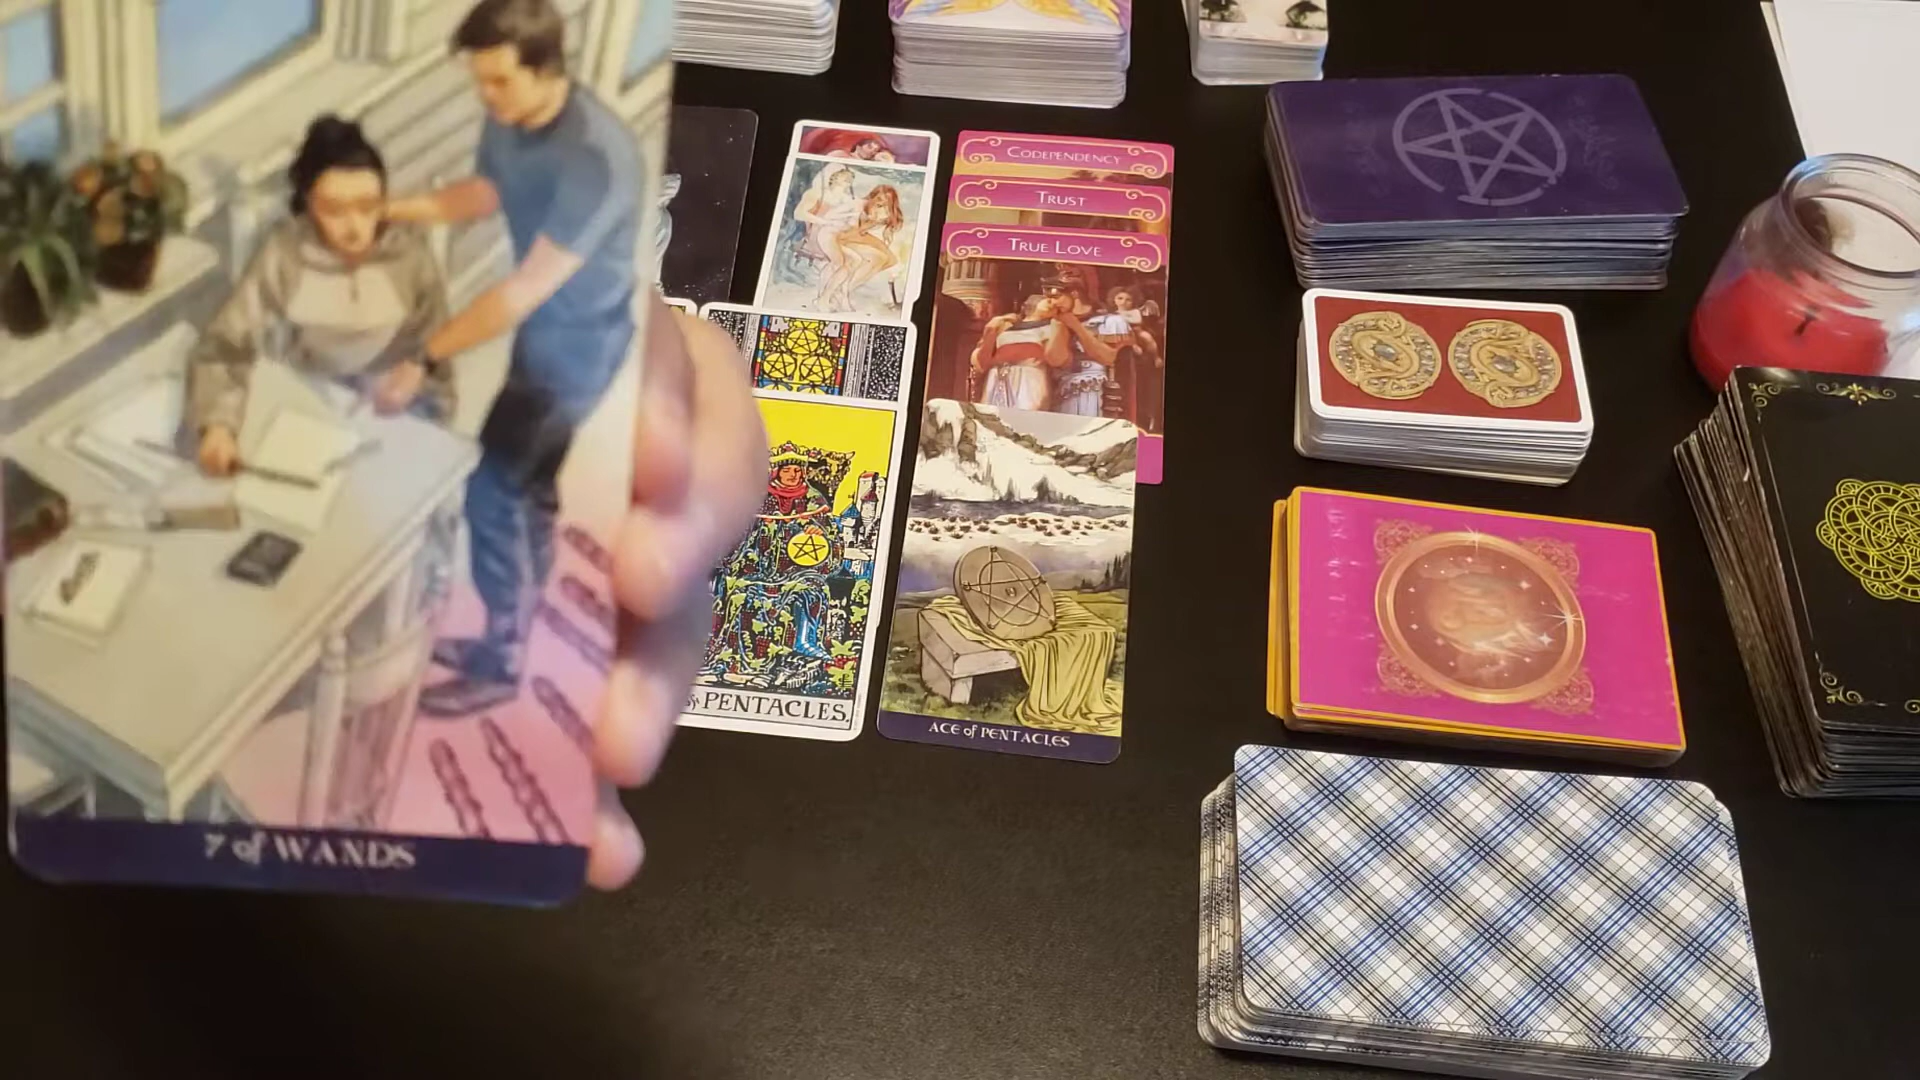 CODEPENDENCY
TRUST
TRUE LOVE
PENTACLES.
ACE of PENTACLES
7 of WANDS